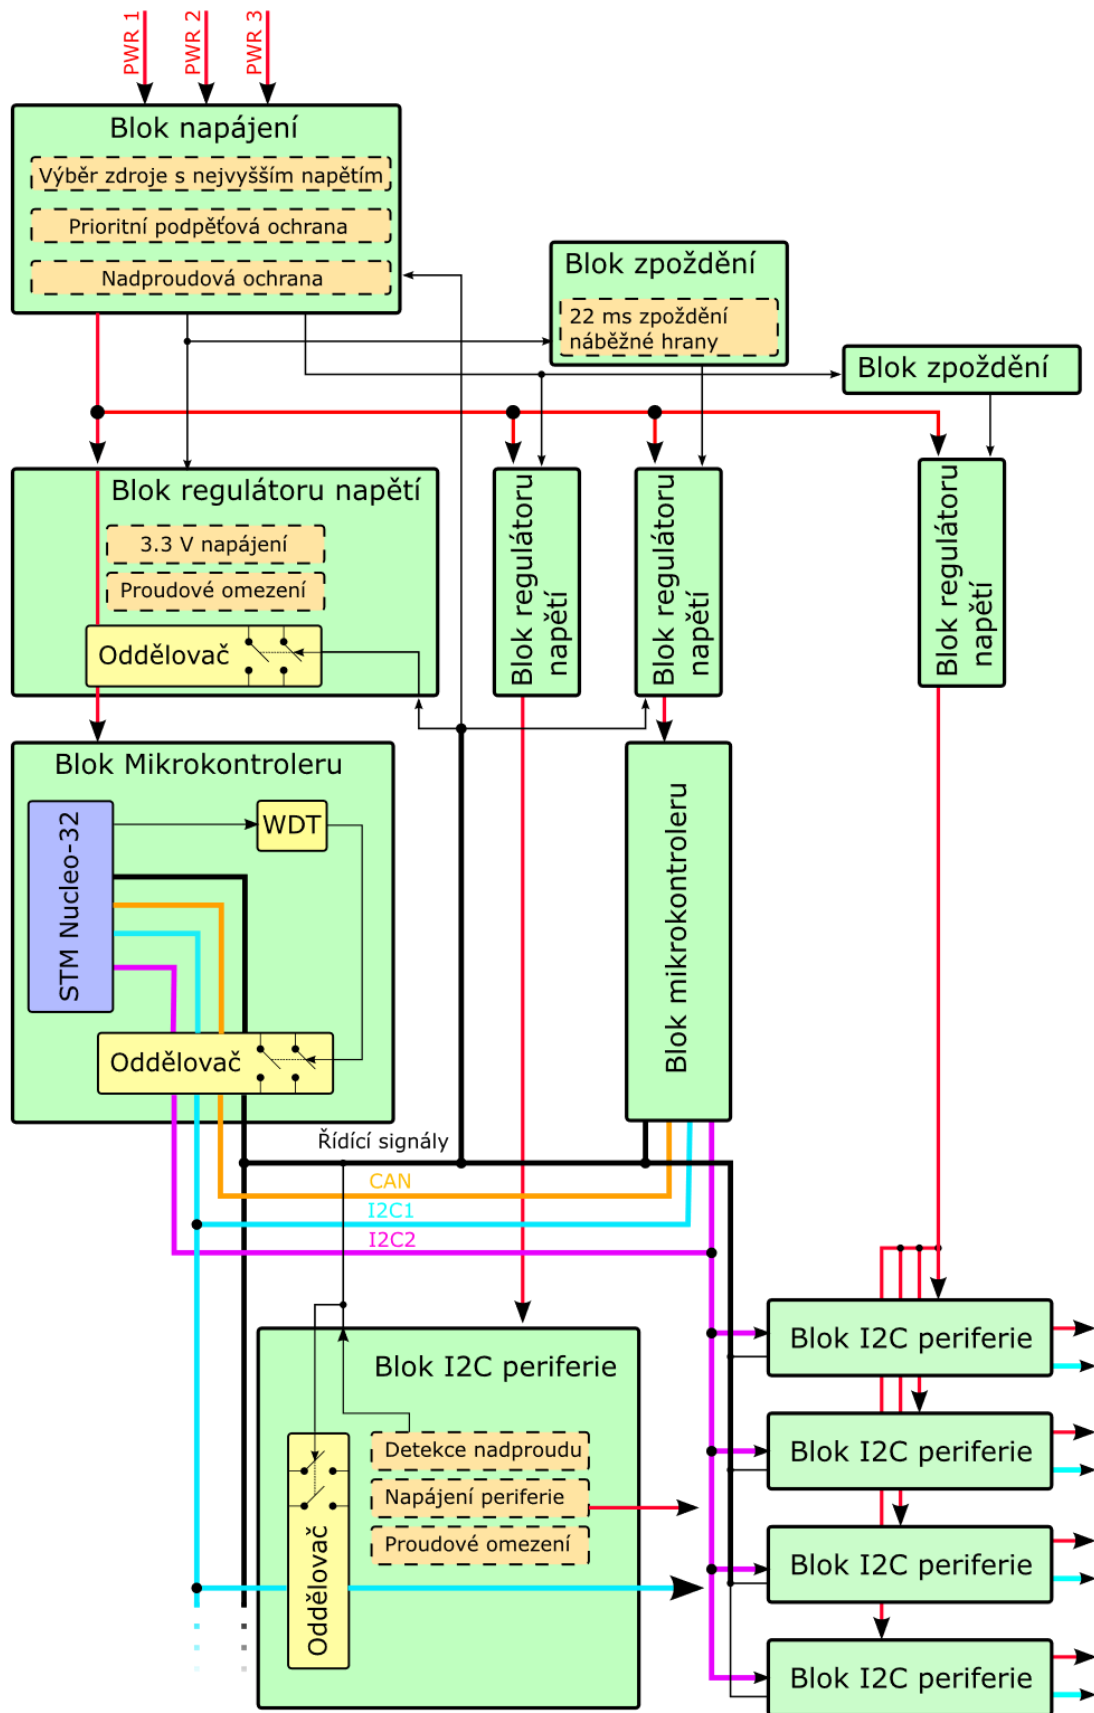 PWR 1
PWR 2
PWR 3
Blok napájení
Výběr zdroje s nejvyšším napětím
Prioritní podpěťová ochrana
Nadproudová ochrana
Blok zpoždění
22 ms zpoždění
náběžné hrany
Blok zpoždění
Blok regulátoru napětí
3.3 V napájení
Proudové omezení
Oddělovač
Blok regulátoru
napětí
Blok regulátoru
napětí
Blok regulátoru
napětí
Blok Mikrokontroleru
STM Nucleo-32
WDT
Oddělovač
Blok mikrokontroleru
Řídící signály
CAN
I2C1
I2C2
Blok I2C periferie
Detekce nadproudu
Napájení periferie
Proudové omezení
Oddělovač
Blok I2C periferie
Blok I2C periferie
Blok I2C periferie
Blok I2C periferie